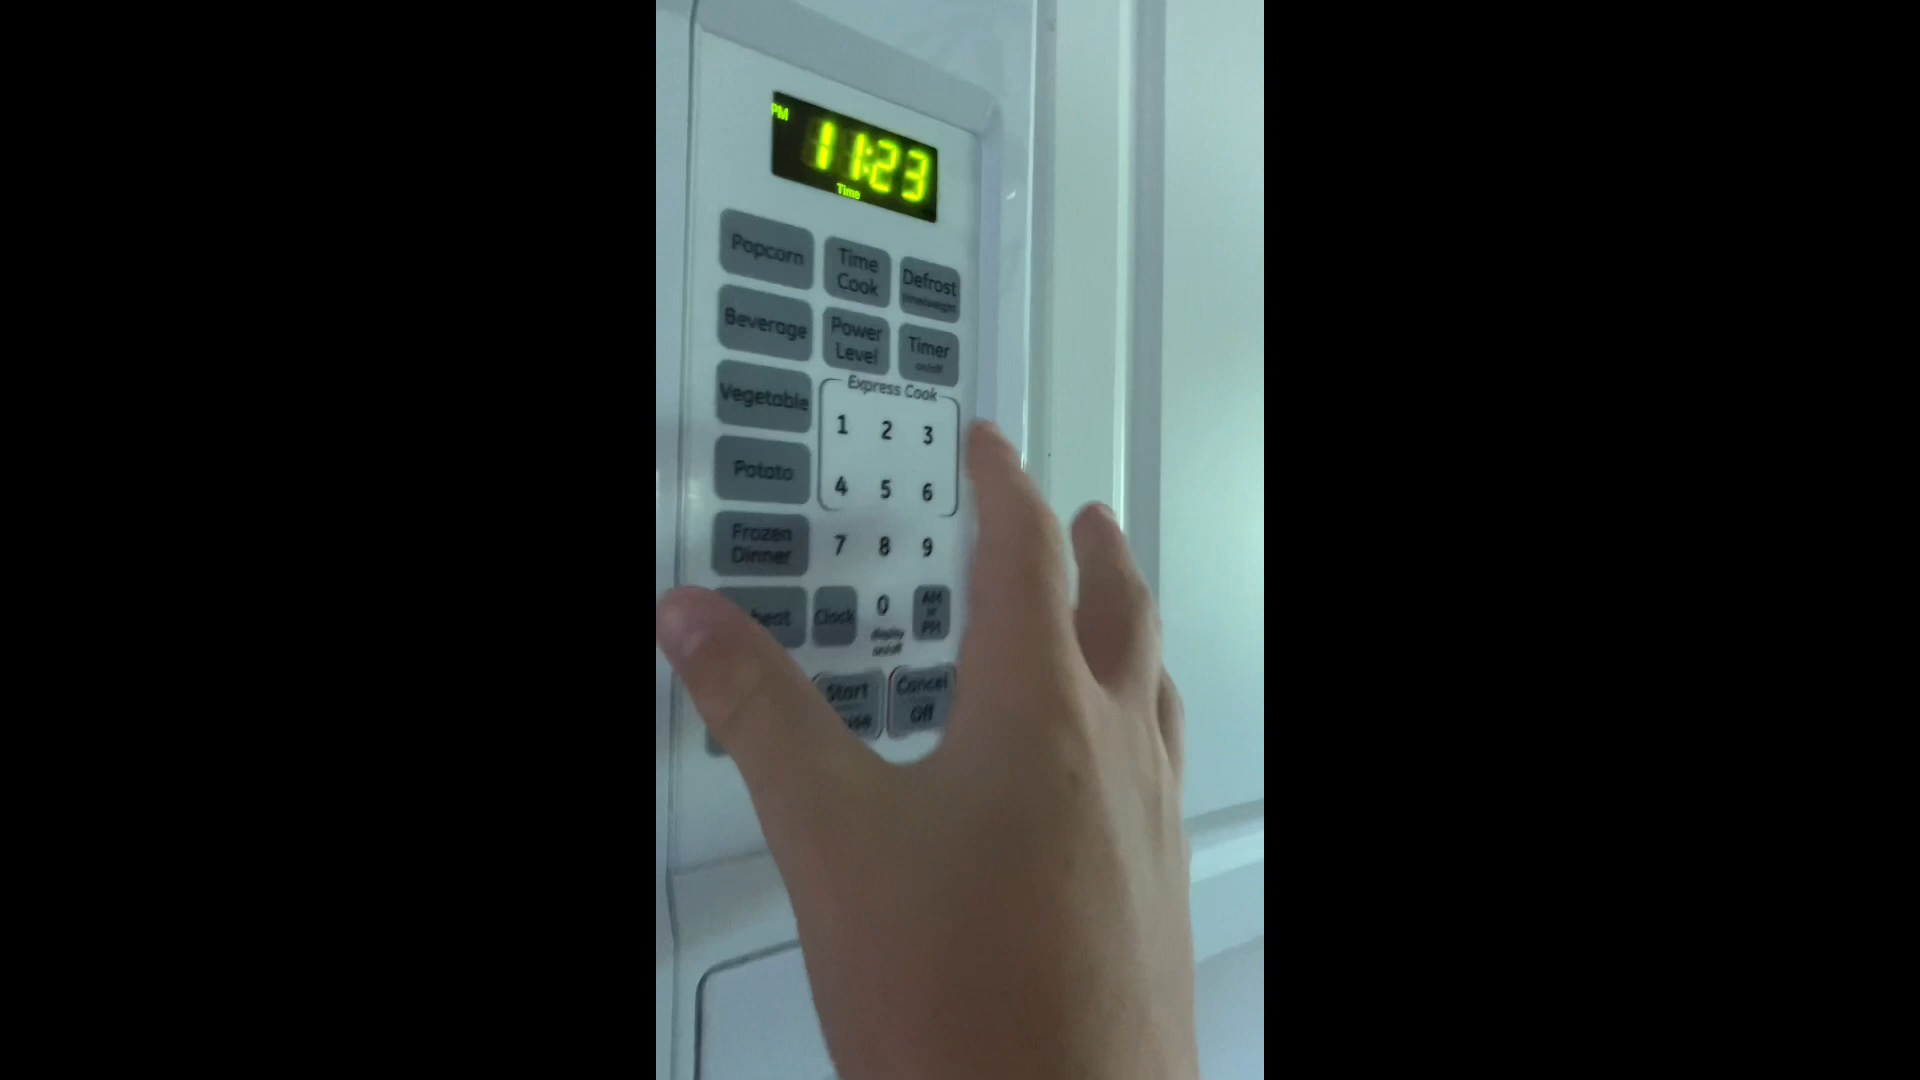 PM
11:23
Time
Popcorn
Time
Cook
Defrost
time/weight
Beverage
Power
Level
Timer
on/off
Vegetable
Express Cook
1 2 3
Potato
4 5 6
Frozen
Dinner
7 8 9
heat
Clock
0
display
on/off
AM
or
PM
Start
Cancel
Off